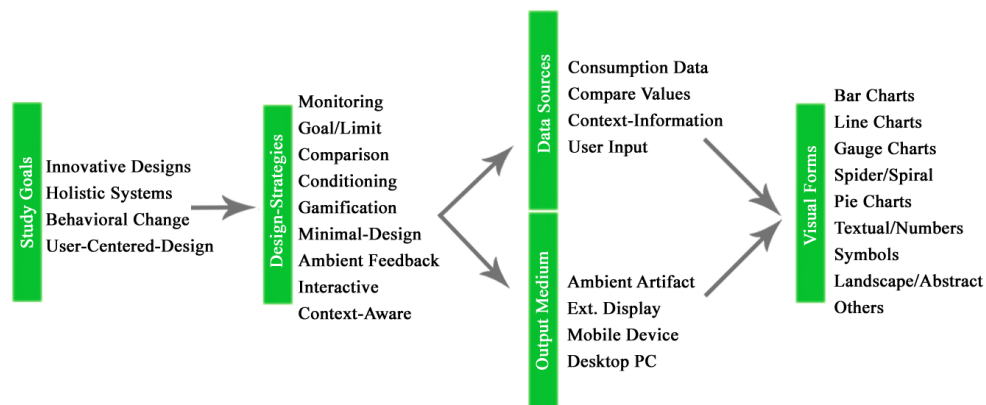 Study Goals
Innovative Designs
Holistic Systems
Behavioral Change
User-Centered-Design
Design-Strategies
Monitoring
Goal/Limit
Comparison
Conditioning
Gamification
Minimal-Design
Ambient Feedback
Interactive
Context-Aware
Data Sources
Consumption Data
Compare Values
Context-Information
User Input
Output Medium
Ambient Artifact
Ext. Display
Mobile Device
Desktop PC
Visual Forms
Bar Charts
Line Charts
Gauge Charts
Spider/Spiral
Pie Charts
Textual/Numbers
Symbols
Landscape/Abstract
Others